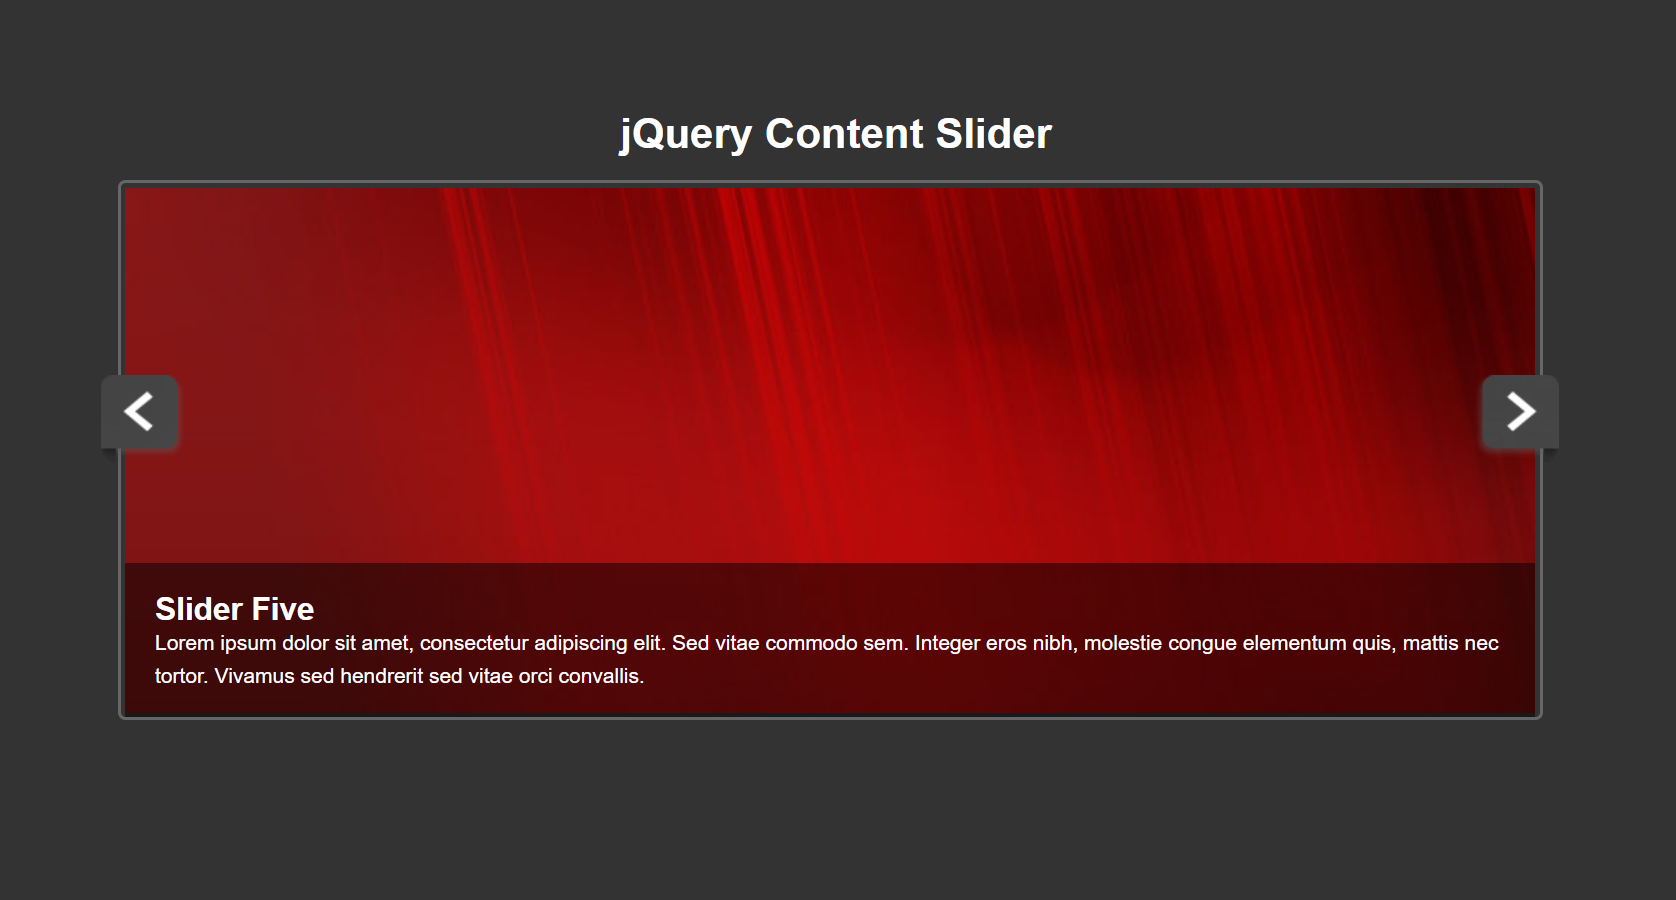 jQuery Content Slider
Slider Five
Lorem ipsum dolor sit amet, consectetur adipiscing elit. Sed vitae commodo sem. Integer eros nibh, molestie congue elementum quis, mattis nec
tortor. Vivamus sed hendrerit sed vitae orci convallis.